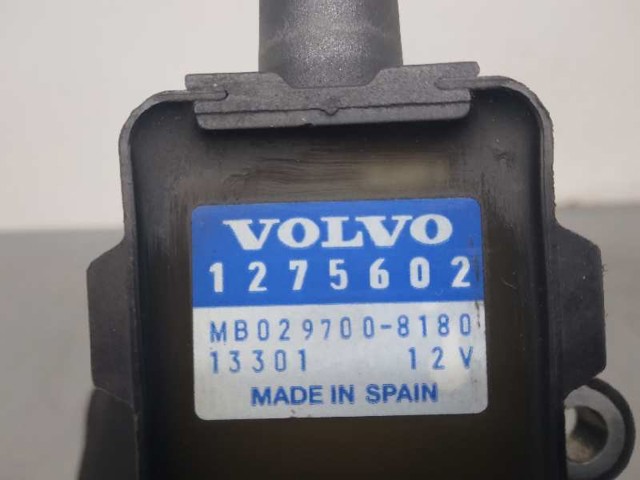 VOLVO
1275602
MB029700-8180
13301 12V
MADE IN SPAIN